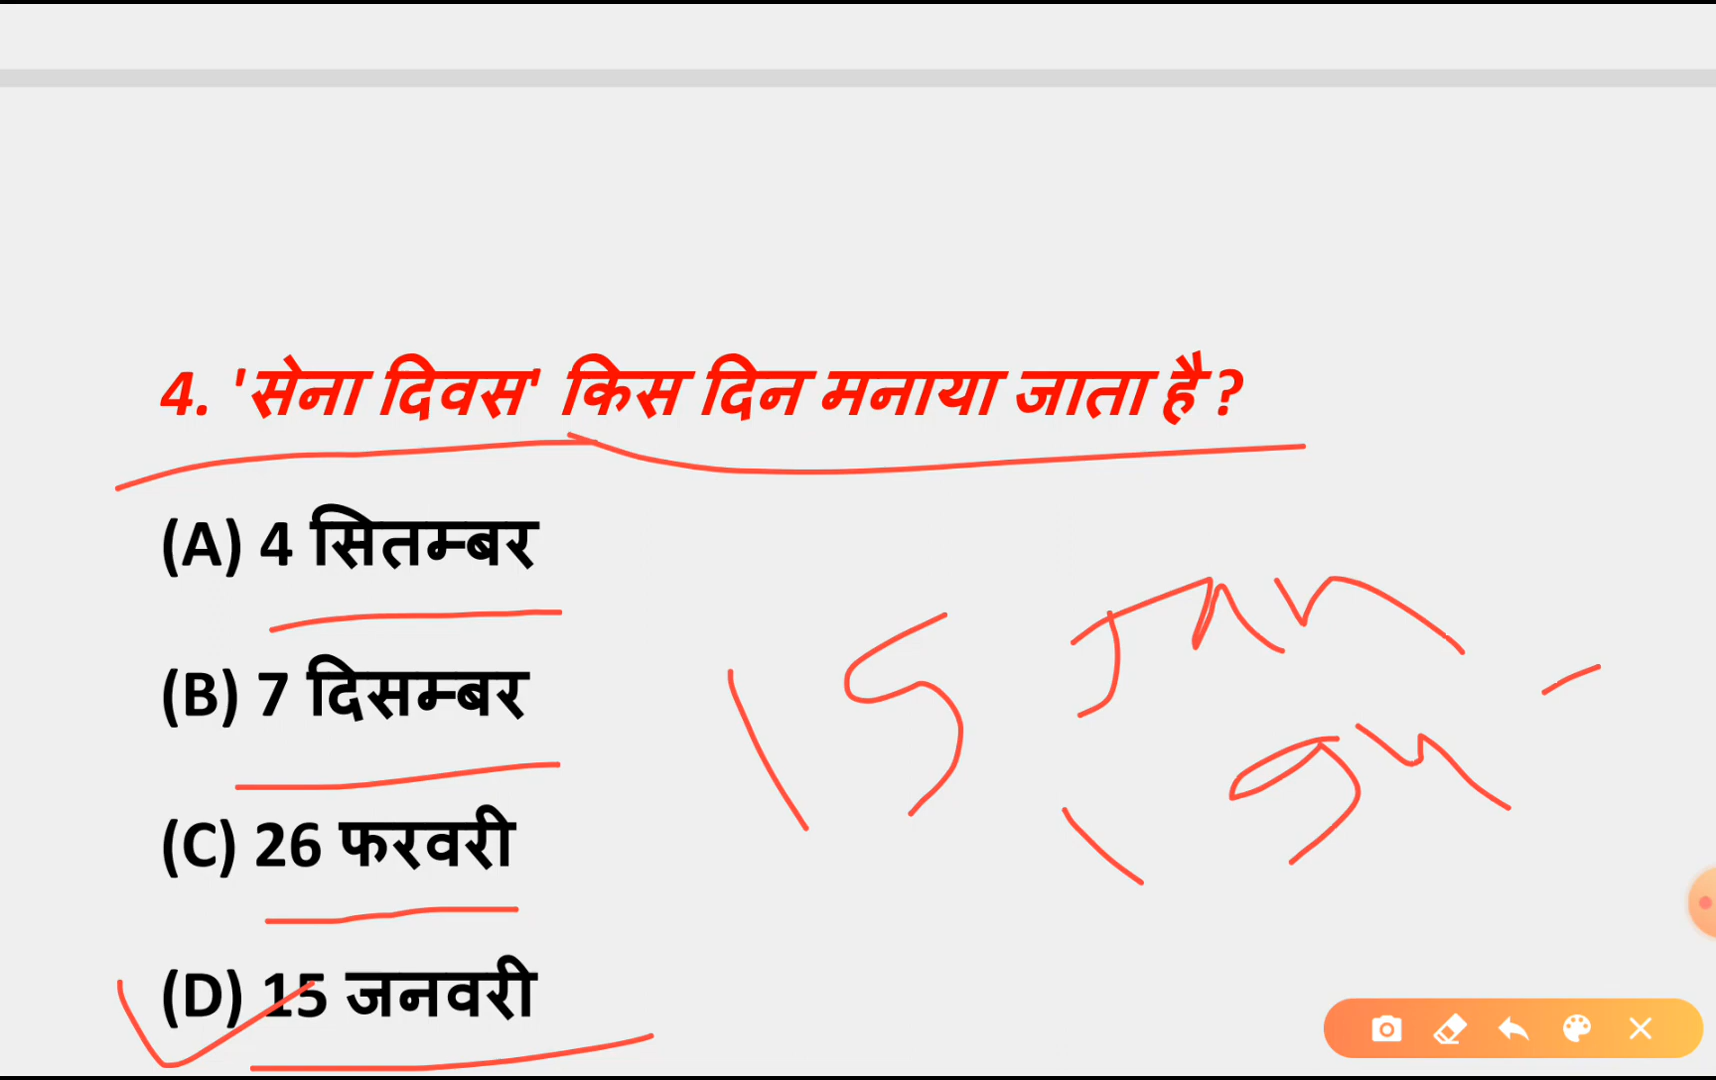 4. 'सेना दिवस' किस दिन मनाया जाता है ?
(A) 4 सितम्बर
(B) 7 दिसम्बर
(C) 26 फरवरी
(D) 15 जनवरी
15 Jan